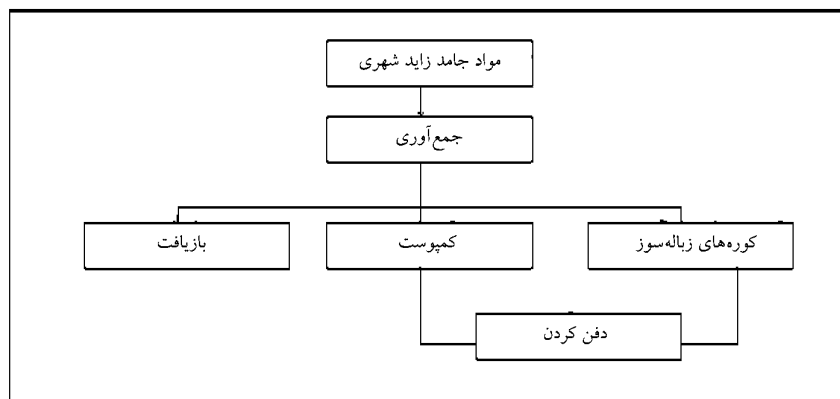 مواد جامد زاید شهری
جمع‌آوری
کوره‌های زباله‌سوز
کمپوست
بازیافت
دفن کردن